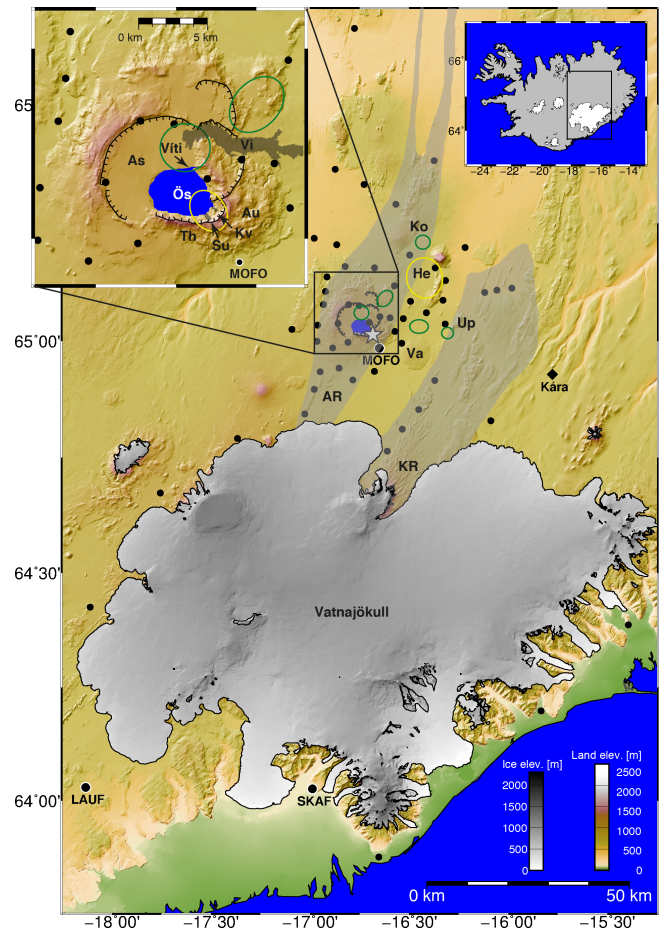 0 km
5 km
65
As
Víti
Vi
Ös
Au
Th
Su
Kv
MOFO
66˚
64˚
−24
−22
−20
−18
−16
−14
Ko
He
Up
Va
MOFO
65˚00'
Kára
AR
KR
64˚30'
Vatnajökull
Ice elev. [m]
Land elev. [m]
2000
1500
1000
500
0
2500
2000
1500
1000
500
0
LAUF
SKAF
64˚00'
0 km
50 km
−18˚00'
−17˚30'
−17˚00'
−16˚30'
−16˚00'
−15˚30'